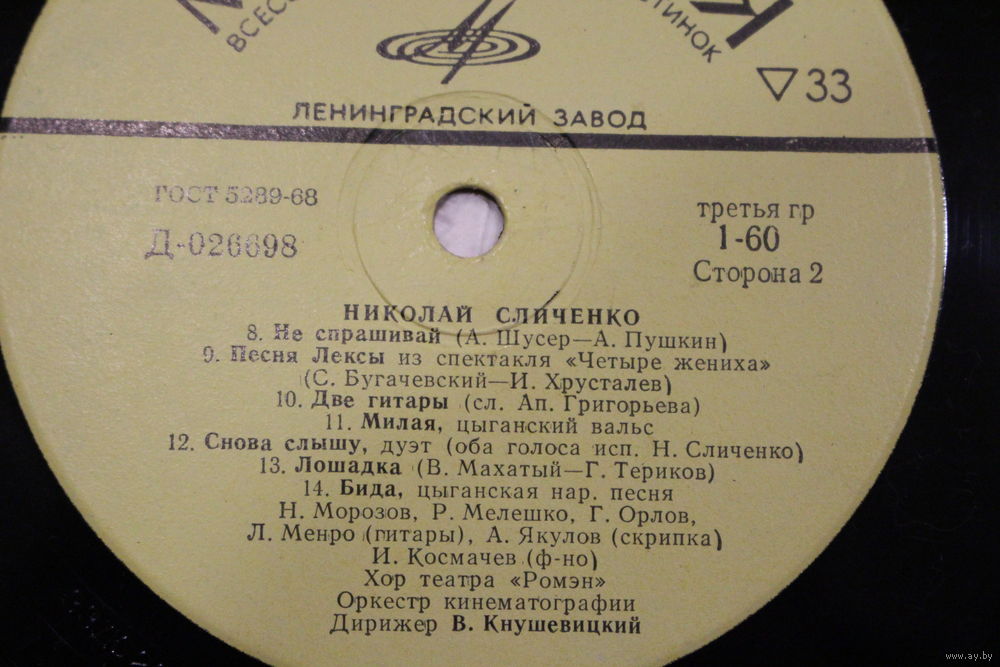 ▽33
ЛЕНИНГРАДСКИЙ ЗАВОД
ГОСТ 5289-68
Д-026698
третья гр
1-60
Сторона 2
НИКОЛАЙ СЛИЧЕНКО
8. Не спрашивай (А. Шусер—А. Пушкин)
9. Песня Лексы из спектакля «Четыре жениха»
(С. Бугачевский—И. Хрусталев)
10. Две гитары (сл. Ап. Григорьева)
11. Милая, цыганский вальс
12. Снова слышу, дуэт (оба голоса исп. Н. Сличенко)
13. Лошадка (В. Махатый—Г. Териков)
14. Бида, цыганская нар. песня
Н. Морозов, Р. Мелешко, Г. Орлов,
Л. Менро (гитары), А. Якулов (скрипка)
И. Космачев (ф-но)
Хор театра «Ромэн»
Оркестр кинематографии
Дирижер В. Кнушевицкий
www.ay.by